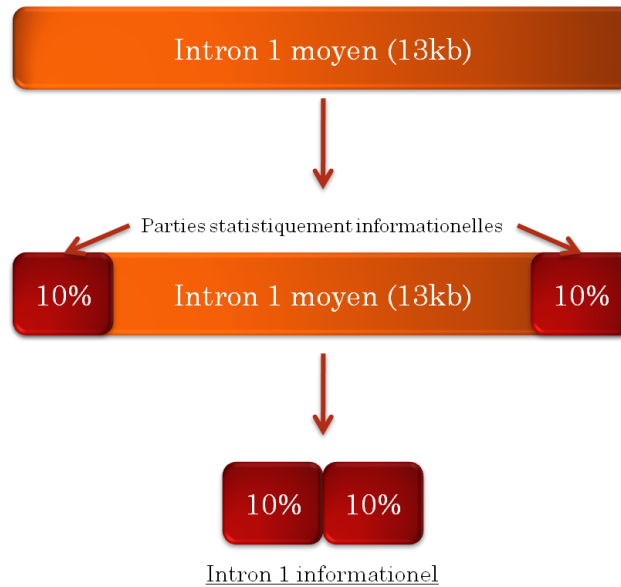 Intron 1 moyen (13kb)
Parties statistiquement informationelles
10%
Intron 1 moyen (13kb)
10%
10%
10%
Intron 1 informationel